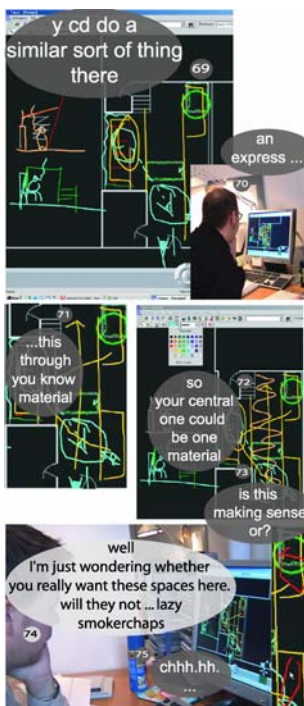 y cd do a
similar sort of thing
there
69
an
express ...
70
71
...this
through
you know
material
72
so
your central
one could
be one
material
73
is this
making sense
or?
well
I'm just wondering whether
you really want these spaces here.
will they not ... lazy
smokerchaps
74
75
chhh.hh.
...